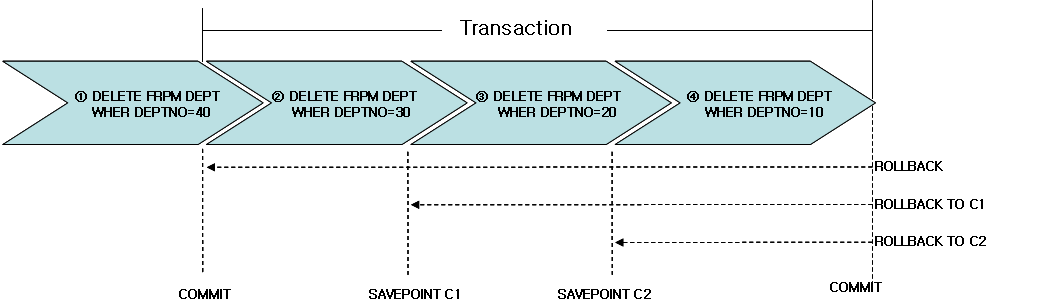 Transaction
① DELETE FRPM DEPT
WHER DEPTNO=40
② DELETE FRPM DEPT
WHER DEPTNO=30
③ DELETE FRPM DEPT
WHER DEPTNO=20
④ DELETE FRPM DEPT
WHER DEPTNO=10
ROLLBACK
ROLLBACK TO C1
ROLLBACK TO C2
COMMIT
SAVEPOINT C1
SAVEPOINT C2
COMMIT